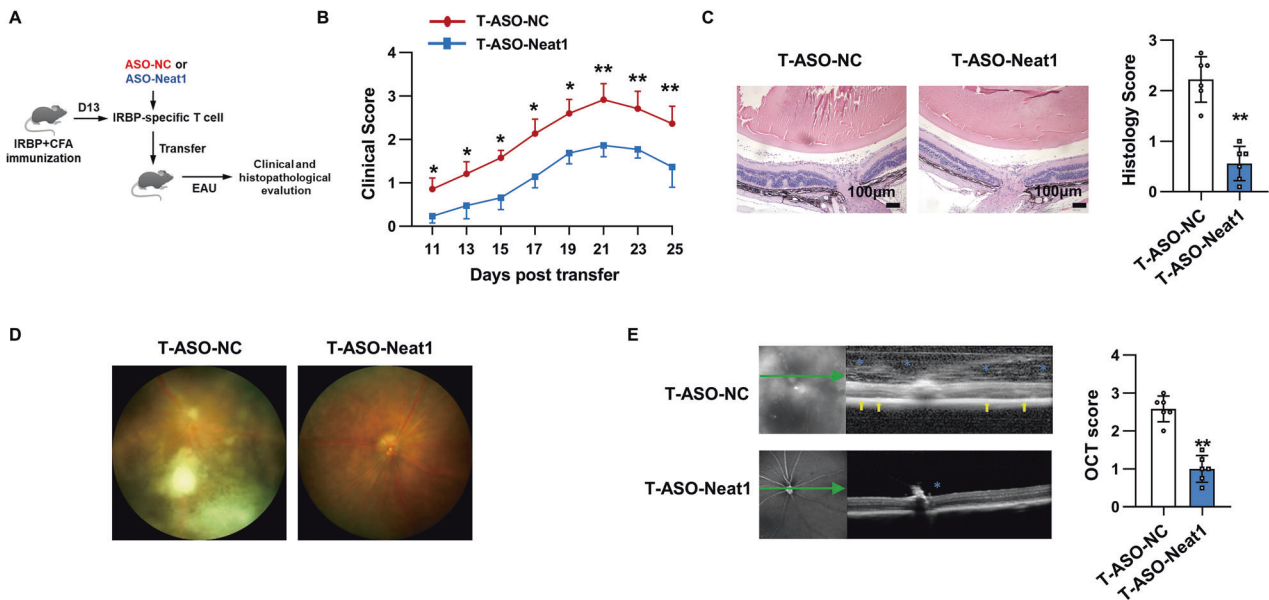 A
ASO-NC or
ASO-Neat1
D13
IRBP-specific T cell
IRBP+CFA
immunization
Transfer
EAU
Clinical and
histopathological
evalution
B
T-ASO-NC
T-ASO-Neat1
Clinical Score
4
3
2
1
0
*
*
*
*
*
**
**
**
11
13
15
17
19
21
23
25
Days post transfer
C
T-ASO-NC
T-ASO-Neat1
100μm
100μm
Histology Score
3
2
1
0
**
T-ASO-NC
T-ASO-Neat1
D
T-ASO-NC
T-ASO-Neat1
E
T-ASO-NC
* * * *
T-ASO-Neat1
*
OCT score
4
3
2
1
0
**
T-ASO-NC
T-ASO-Neat1